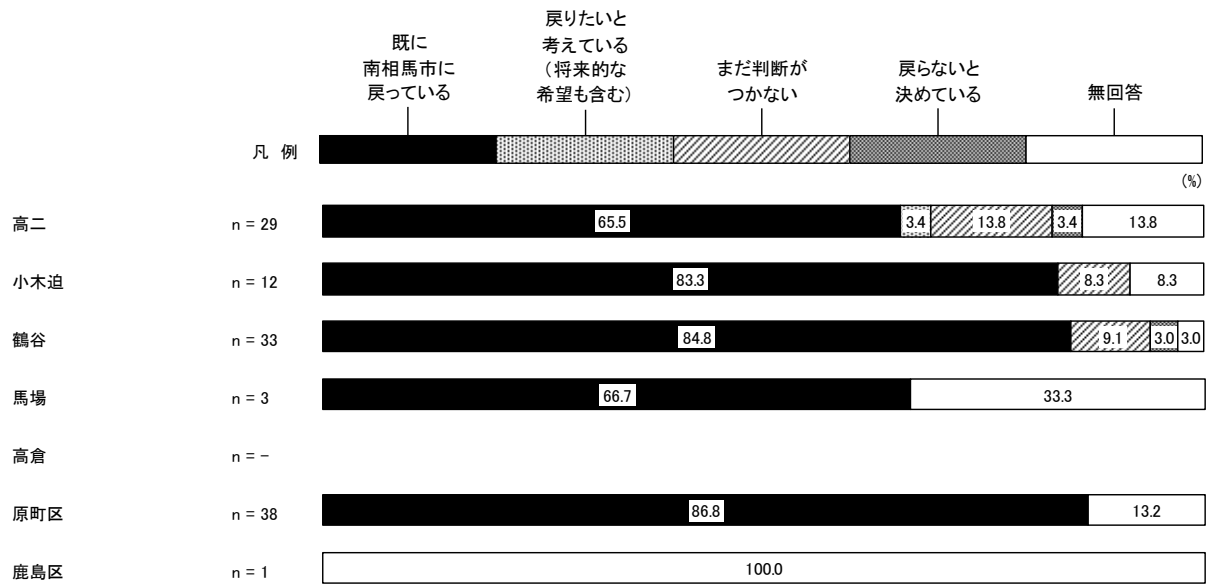 既に
南相馬市に
戻っている
戻りたいと
考えている
(将来的な
希望も含む)
まだ判断が
つかない
戻らないと
決めている
無回答
凡 例
(%)
高二 n = 29 65.5 3.4 13.8 3.4 13.8
小木迫 n = 12 83.3 8.3 8.3
鶴谷 n = 33 84.8 9.1 3.0 3.0
馬場 n = 3 66.7 33.3
高倉 n = -
原町区 n = 38 86.8 13.2
鹿島区 n = 1 100.0